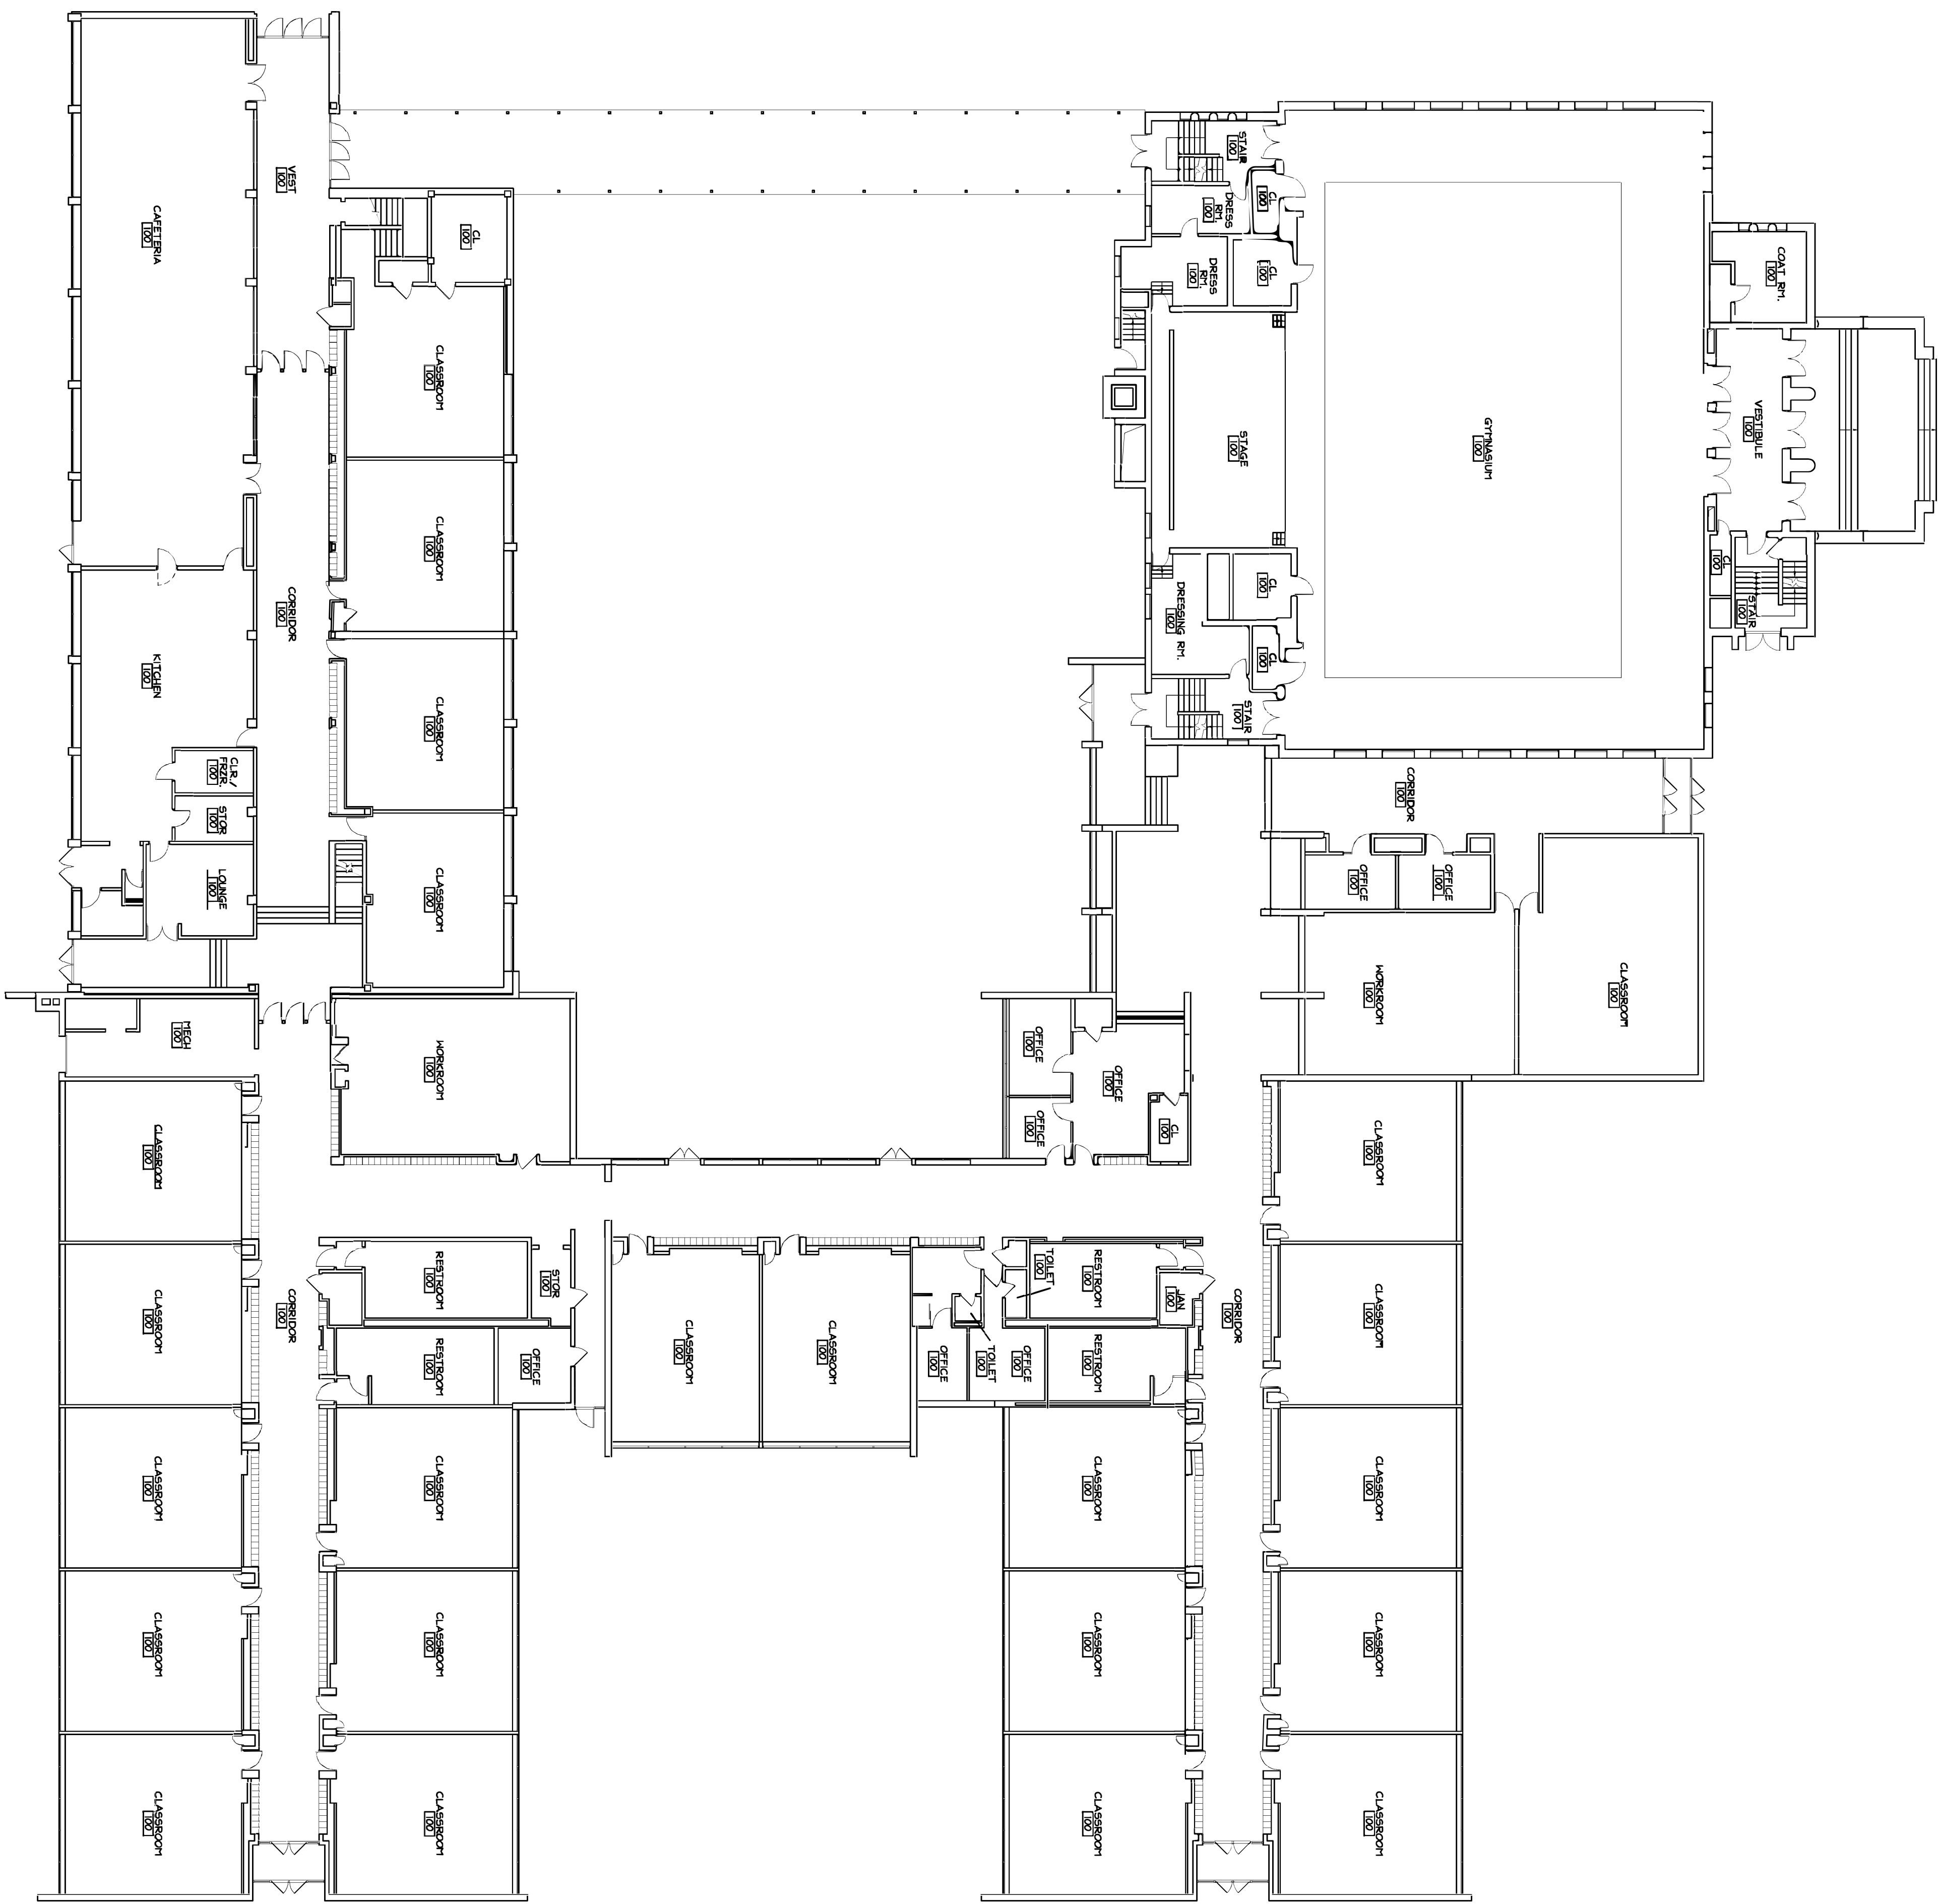 CAFETERIA
100
VEST
100
CL
100
STAIR
100
DRESS
RM.
100
CL
100
DRESS
RM.
100
CL
100
COAT RM.
100
CLASSROOM
100
STAGE
100
GYMNASIUM
100
VESTIBULE
100
CLASSROOM
100
CL
100
CL
100
STAIR
100
CORRIDOR
100
DRESSING RM.
100
CL
100
KITCHEN
100
CLASSROOM
100
STAIR
100
CLR./
FRZR.
100
STOR
100
CORRIDOR
100
LOUNGE
100
CLASSROOM
100
OFFICE
100
OFFICE
100
WORKROOM
100
CLASSROOM
100
MECH
100
WORKROOM
100
OFFICE
100
OFFICE
100
OFFICE
100
CL
100
CLASSROOM
100
CLASSROOM
100
RESTROOM
100
STOR
100
TOILET
100
RESTROOM
100
JAN
100
CORRIDOR
100
CORRIDOR
100
CLASSROOM
100
CLASSROOM
100
RESTROOM
100
OFFICE
100
CLASSROOM
100
CLASSROOM
100
OFFICE
100
TOILET
100
OFFICE
100
RESTROOM
100
CLASSROOM
100
CLASSROOM
100
CLASSROOM
100
CLASSROOM
100
CLASSROOM
100
CLASSROOM
100
CLASSROOM
100
CLASSROOM
100
CLASSROOM
100
CLASSROOM
100
CLASSROOM
100
CLASSROOM
100